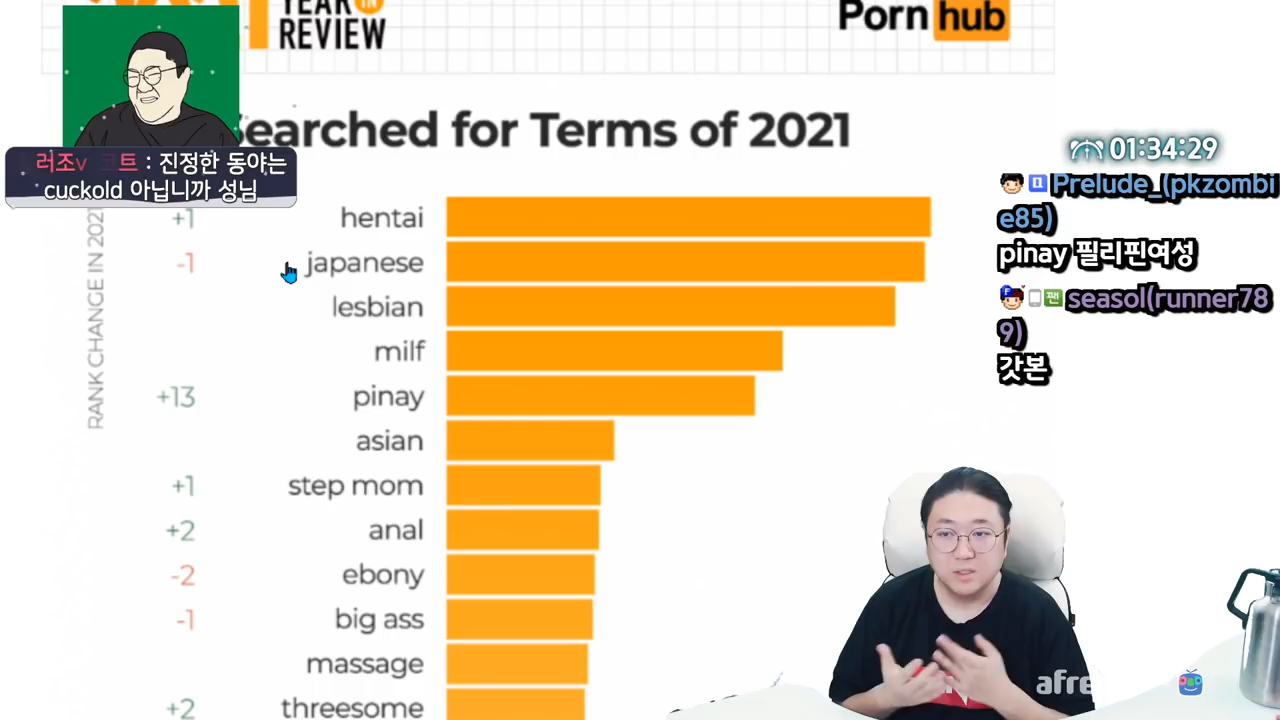 YEAR IN
REVIEW
Porn hub
Searched for Terms of 2021
러조v 코트 : 진정한 동야는
cuckold 아닙니까 성님
01:34:29
RANK CHANGE IN 2021
+1 hentai
-1 japanese
lesbian
milf
+13 pinay
asian
+1 step mom
+2 anal
-2 ebony
-1 big ass
massage
+2 threesome
Prelude_(pkzombi
e85)
pinay 필리핀여성
팬 seasol(runner78
9)
갓본
afre